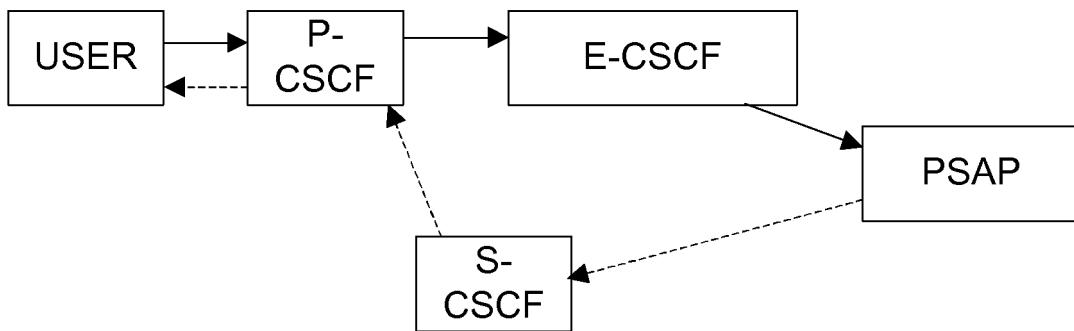 USER
P-
CSCF
E-CSCF
PSAP
S-
CSCF